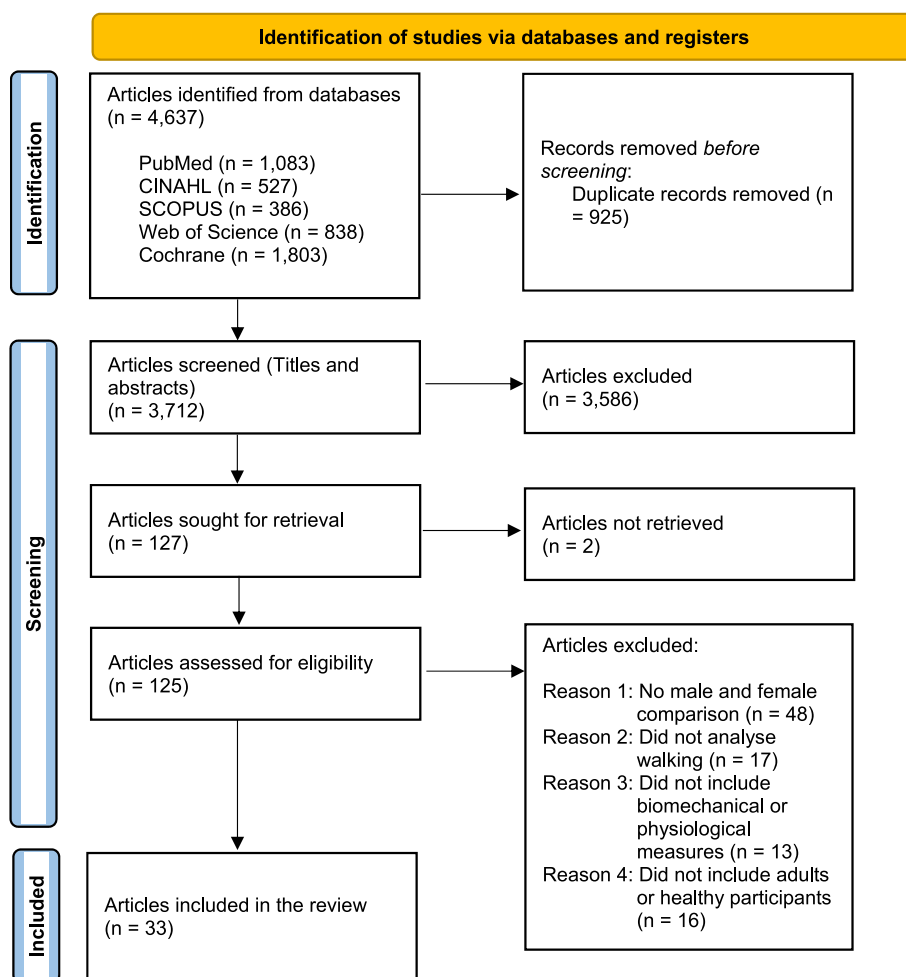 Identification of studies via databases and registers
Identification
Articles identified from databases
(n = 4,637)
PubMed (n = 1,083)
CINAHL (n = 527)
SCOPUS (n = 386)
Web of Science (n = 838)
Cochrane (n = 1,803)
Records removed before
screening:
Duplicate records removed (n
= 925)
Screening
Articles screened (Titles and
abstracts)
(n = 3,712)
Articles excluded
(n = 3,586)
Articles sought for retrieval
(n = 127)
Articles not retrieved
(n = 2)
Articles assessed for eligibility
(n = 125)
Articles excluded:
Reason 1: No male and female
comparison (n = 48)
Reason 2: Did not analyse
walking (n = 17)
Reason 3: Did not include
biomechanical or
physiological
measures (n = 13)
Reason 4: Did not include adults
or healthy participants
(n = 16)
Included
Articles included in the review
(n = 33)